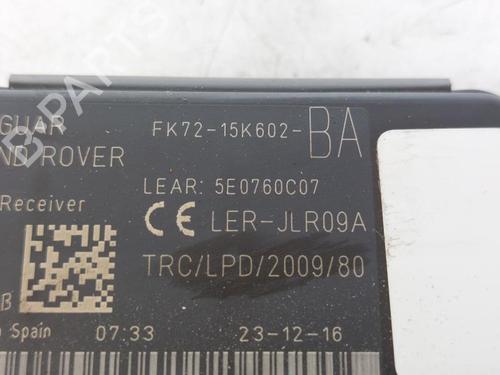 GUAR FK72-15K602-BA
ND ROVER
LEAR: 5E0760C07
Receiver
CE LER-JLR09A
TRC/LPD/2009/80
Spain 07:33 23-12-16